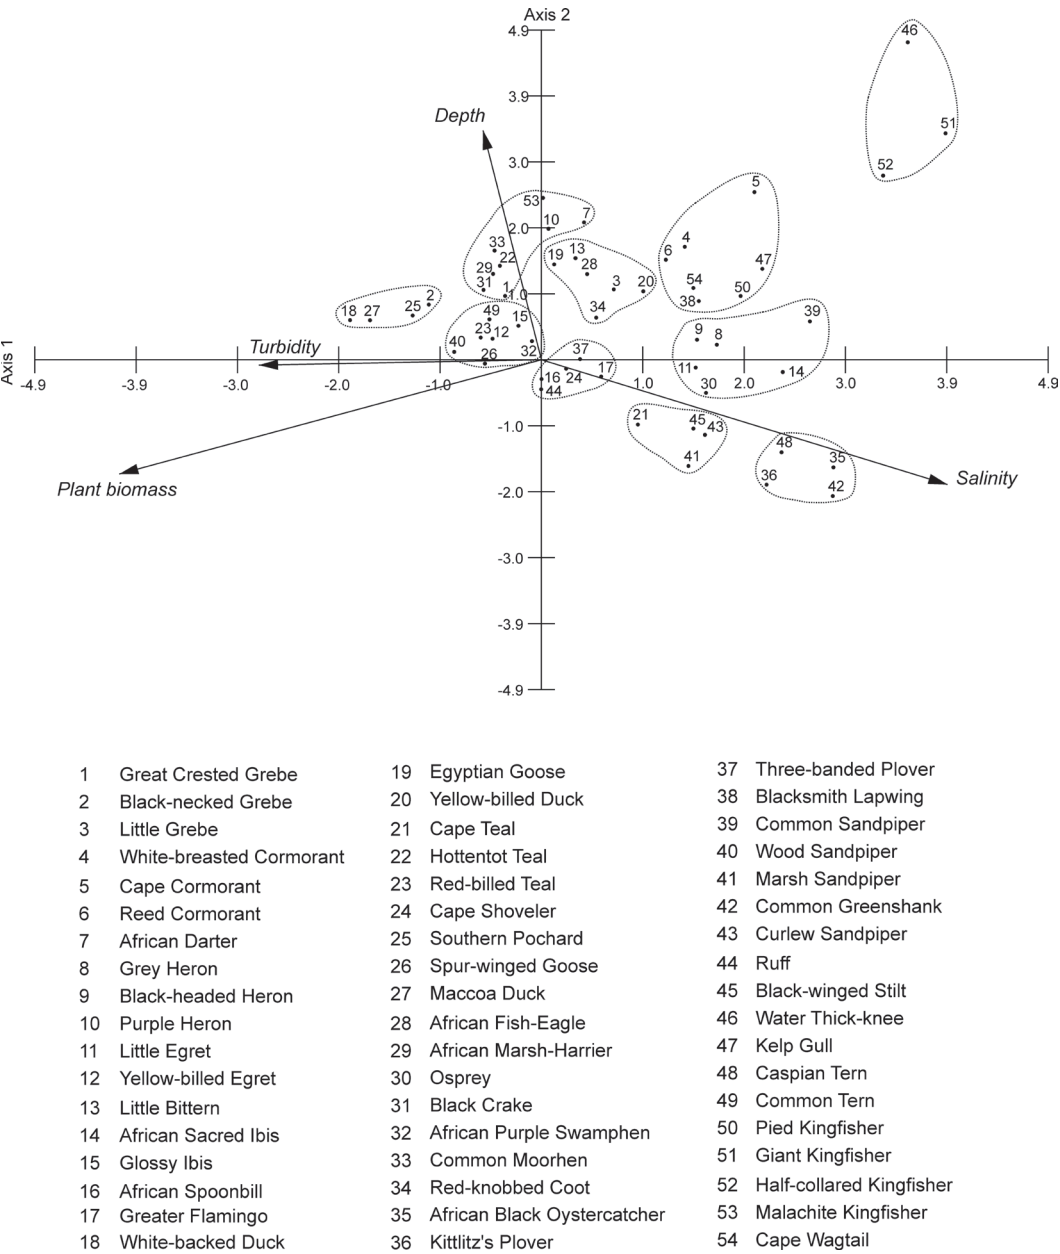 Axis 2
4.9
46
3.9
Depth
51
3.0
52
5
53
7
10
2.0
33
4
13
6
22
19
28
47
29
54
31
3
20
50
1
1.0
38
2
25
18
27
34
39
49
15
23
12
9
8
40
37
Turbidity
32
26
Axis 1
11
14
17
24
16
30
-4.9
-3.0
-2.0
-1.0
1.0
2.0
3.0
3.9
4.9
44
21
45
43
-1.0
48
41
35
36
Salinity
Plant biomass
42
-2.0
-3.0
-3.9
-4.9
1 Great Crested Grebe
2 Black-necked Grebe
3 Little Grebe
4 White-breasted Cormorant
5 Cape Cormorant
6 Reed Cormorant
7 African Darter
8 Grey Heron
9 Black-headed Heron
10 Purple Heron
11 Little Egret
12 Yellow-billed Egret
13 Little Bittern
14 African Sacred Ibis
15 Glossy Ibis
16 African Spoonbill
17 Greater Flamingo
18 White-backed Duck
19 Egyptian Goose
20 Yellow-billed Duck
21 Cape Teal
22 Hottentot Teal
23 Red-billed Teal
24 Cape Shoveler
25 Southern Pochard
26 Spur-winged Goose
27 Maccoa Duck
28 African Fish-Eagle
29 African Marsh-Harrier
30 Osprey
31 Black Crake
32 African Purple Swamphen
33 Common Moorhen
34 Red-knobbed Coot
35 African Black Oystercatcher
36 Kittlitz's Plover
37 Three-banded Plover
38 Blacksmith Lapwing
39 Common Sandpiper
40 Wood Sandpiper
41 Marsh Sandpiper
42 Common Greenshank
43 Curlew Sandpiper
44 Ruff
45 Black-winged Stilt
46 Water Thick-knee
47 Kelp Gull
48 Caspian Tern
49 Common Tern
50 Pied Kingfisher
51 Giant Kingfisher
52 Half-collared Kingfisher
53 Malachite Kingfisher
54 Cape Wagtail